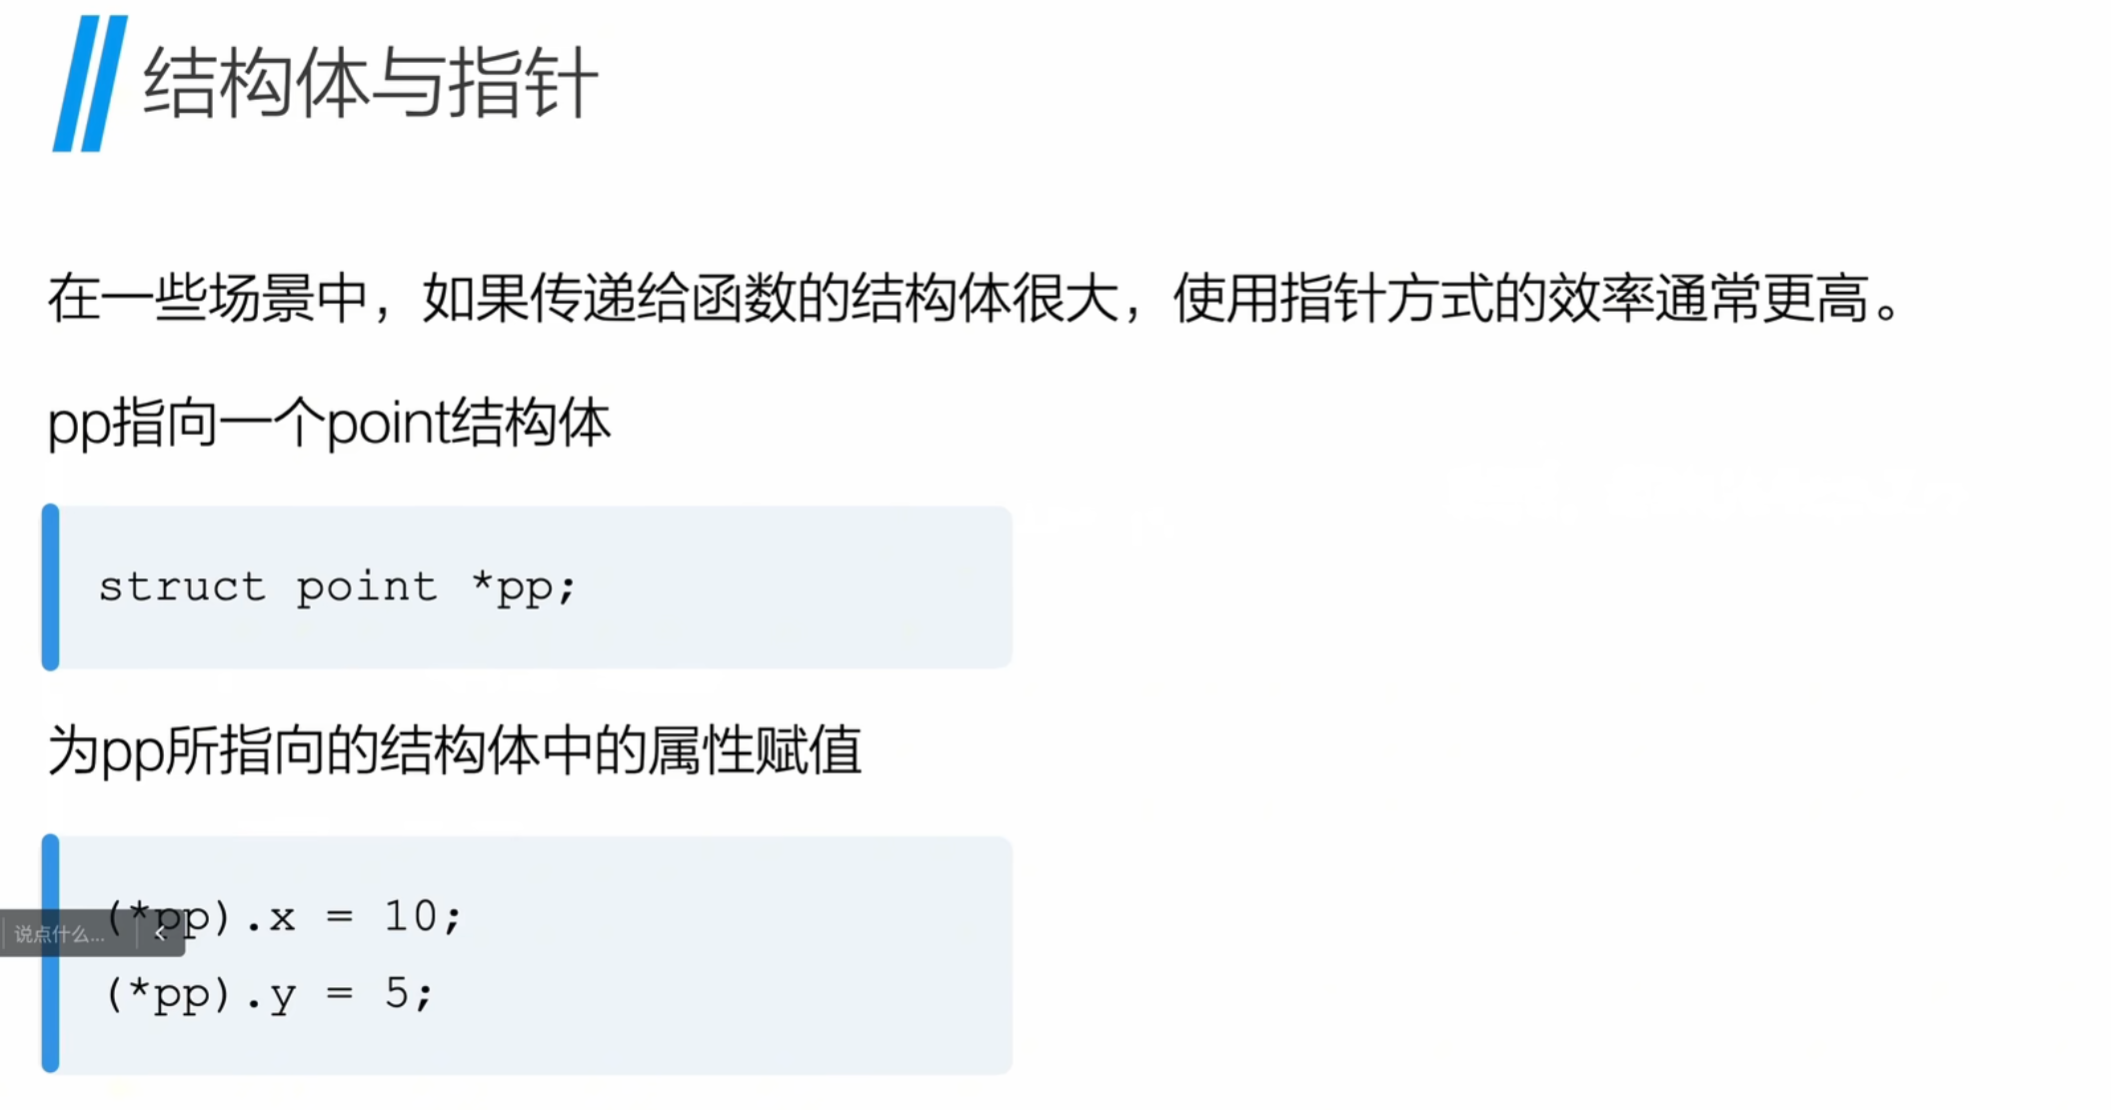 结构体与指针
在一些场景中，如果传递给函数的结构体很大，使用指针方式的效率通常更高。
pp指向一个point结构体
struct point *pp;
为pp所指向的结构体中的属性赋值
(*pp).x = 10;
说点什么...
(*pp).y = 5;